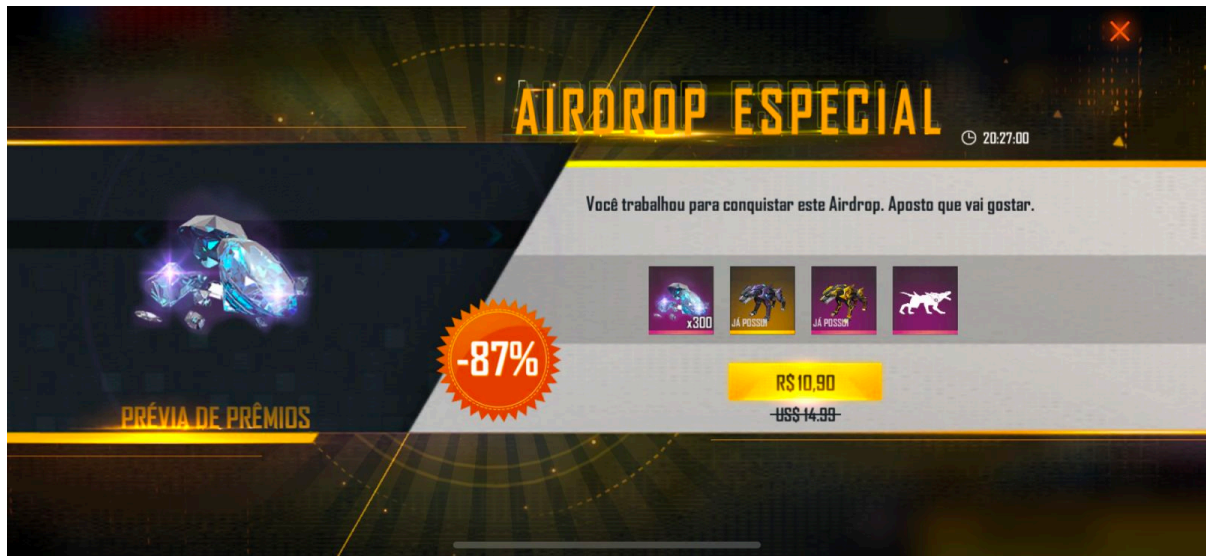 AIRDROP ESPECIAL
20:27:00
Você trabalhou para conquistar este Airdrop. Aposto que vai gostar.
x300
JÁ POSSUI
JÁ POSSUI
-87%
R$10,90
US$ 14.99
PRÉVIA DE PRÊMIOS